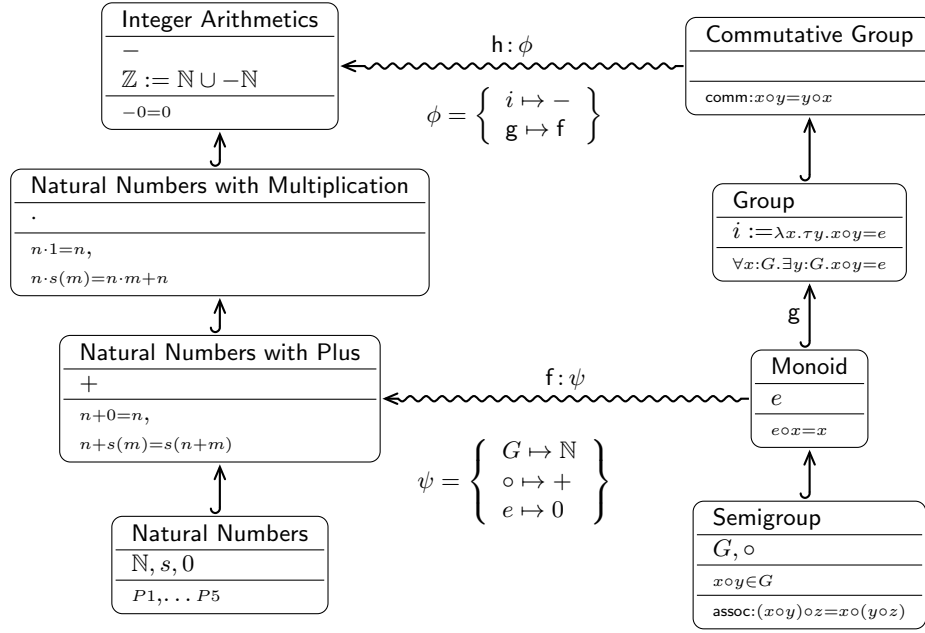 Integer Arithmetics
−
ℤ := ℕ ∪ −ℕ
−0=0
Natural Numbers with Multiplication
·
n·1=n,
n·s(m)=n·m+n
Natural Numbers with Plus
+
n+0=n,
n+s(m)=s(n+m)
Natural Numbers
ℕ, s, 0
P1,... P5
h: ϕ
ϕ = { i ↦ −
g ↦ f }
f: ψ
ψ = { G ↦ ℕ
∘ ↦ +
e ↦ 0 }
Commutative Group
comm:x∘y=y∘x
Group
i := λx.τy.x∘y=e
∀x:G.∃y:G.x∘y=e
g
Monoid
e
e∘x=x
Semigroup
G, ∘
x∘y∈G
assoc:(x∘y)∘z=x∘(y∘z)